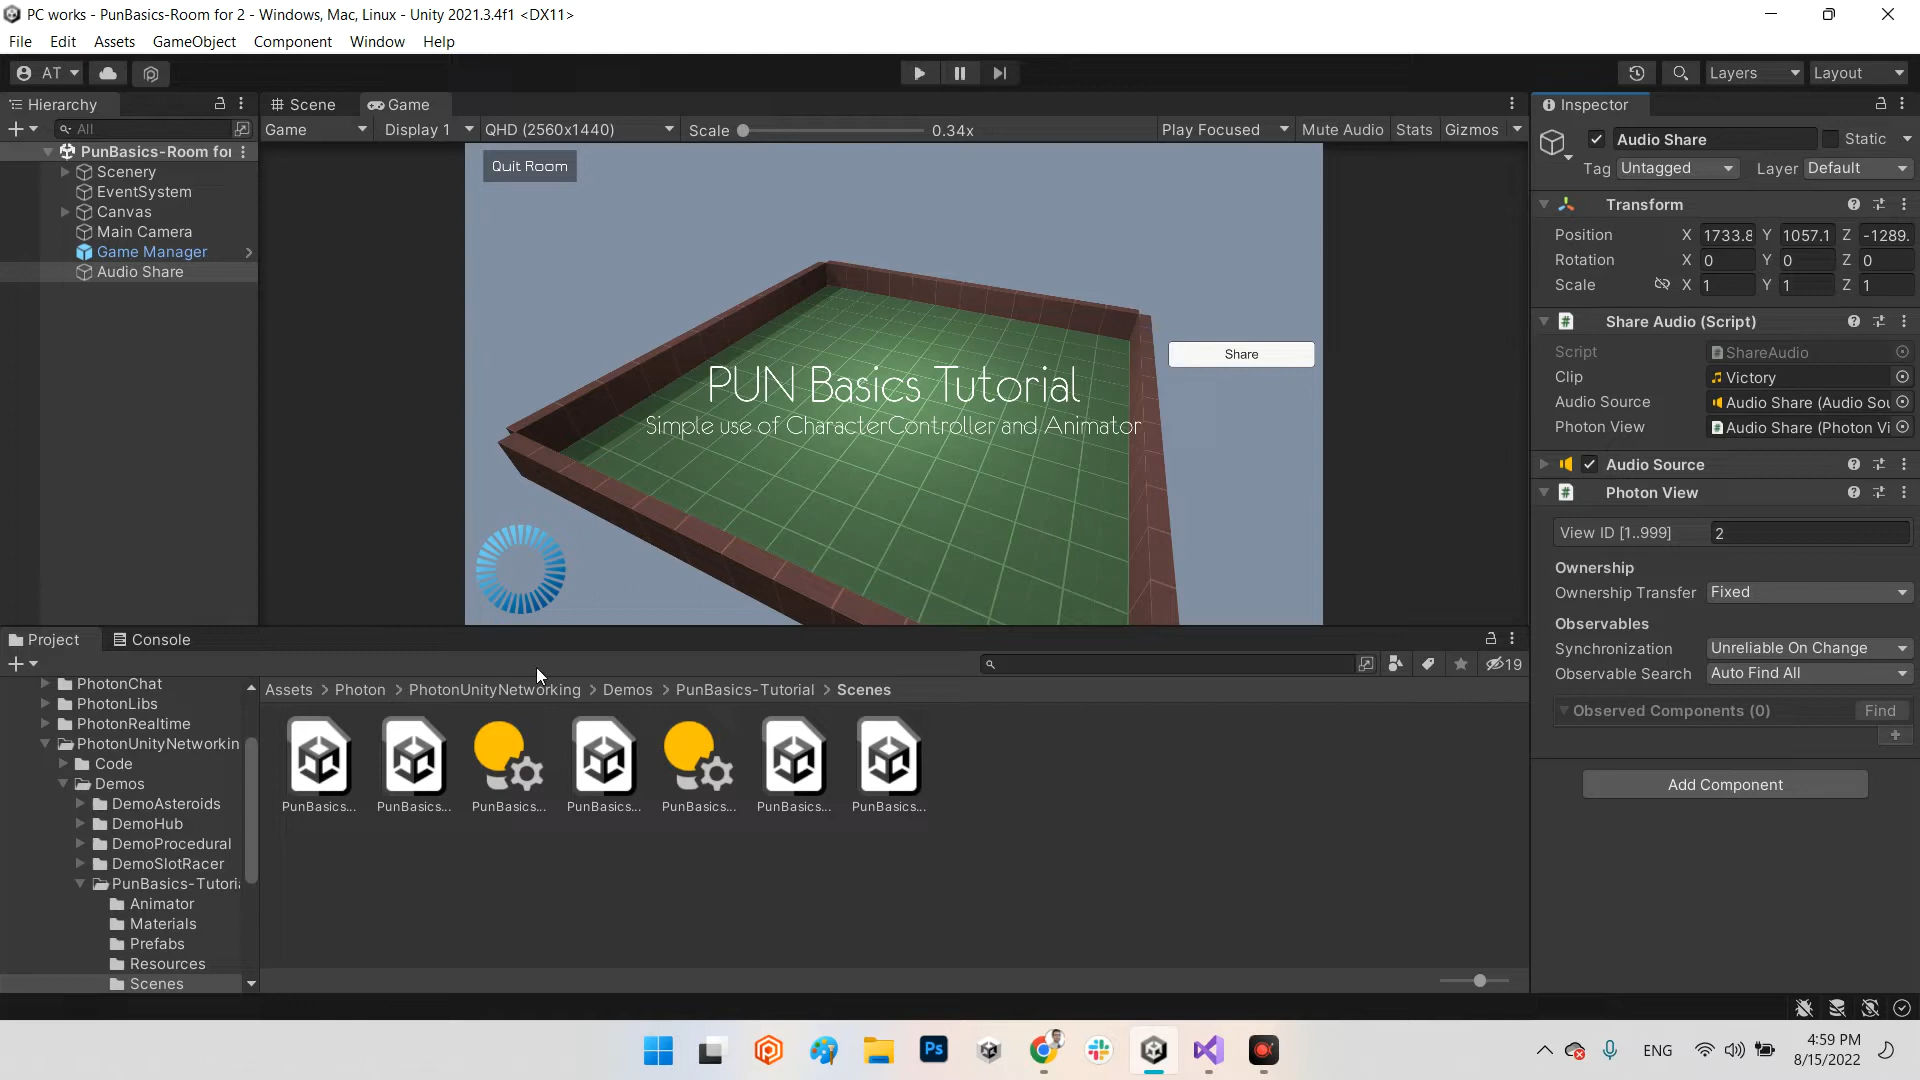 PC works - PunBasics-Room for 2 - Windows, Mac, Linux - Unity 2021.3.4f1 <DX11>
File Edit Assets GameObject Component Window Help
AT
Layers Layout
Hierarchy
All
PunBasics-Room for
Scenery
EventSystem
Canvas
Main Camera
Game Manager
Audio Share
Scene Game
Game Display 1 QHD (2560x1440) Scale 0.34x Play Focused Mute Audio Stats Gizmos
Quit Room
Share
PUN Basics Tutorial
Simple use of CharacterController and Animator
Inspector
Audio Share Static
Tag Untagged Layer Default
Transform
Position X 1733.8 Y 1057.1 Z -1289.
Rotation X 0 Y 0 Z 0
Scale X 1 Y 1 Z 1
Share Audio (Script)
Script ShareAudio
Clip Victory
Audio Source Audio Share (Audio Sou
Photon View Audio Share (Photon Vi
Audio Source
Photon View
View ID [1..999] 2
Ownership
Ownership Transfer Fixed
Observables
Synchronization Unreliable On Change
Observable Search Auto Find All
Observed Components (0) Find
Add Component
Project Console
19
PhotonChat
PhotonLibs
PhotonRealtime
PhotonUnityNetworkin
Code
Demos
DemoAsteroids
DemoHub
DemoProcedural
DemoSlotRacer
PunBasics-Tutoria
Animator
Materials
Prefabs
Resources
Scenes
Assets > Photon > PhotonUnityNetworking > Demos > PunBasics-Tutorial > Scenes
PunBasics... PunBasics... PunBasics... PunBasics... PunBasics... PunBasics... PunBasics...
Ps
ENG
4:59 PM
8/15/2022